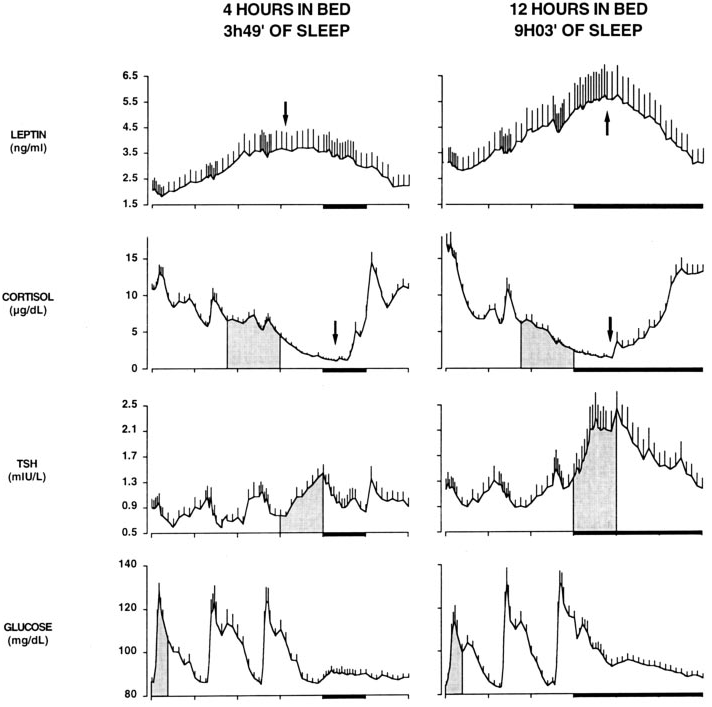 4 HOURS IN BED
3h49' OF SLEEP
12 HOURS IN BED
9H03' OF SLEEP
LEPTIN
(ng/ml)
6.5
5.5
4.5
3.5
2.5
1.5
CORTISOL
(µg/dL)
15
10
5
0
TSH
(mIU/L)
2.5
2.1
1.7
1.3
0.9
0.5
GLUCOSE
(mg/dL)
140
120
100
80